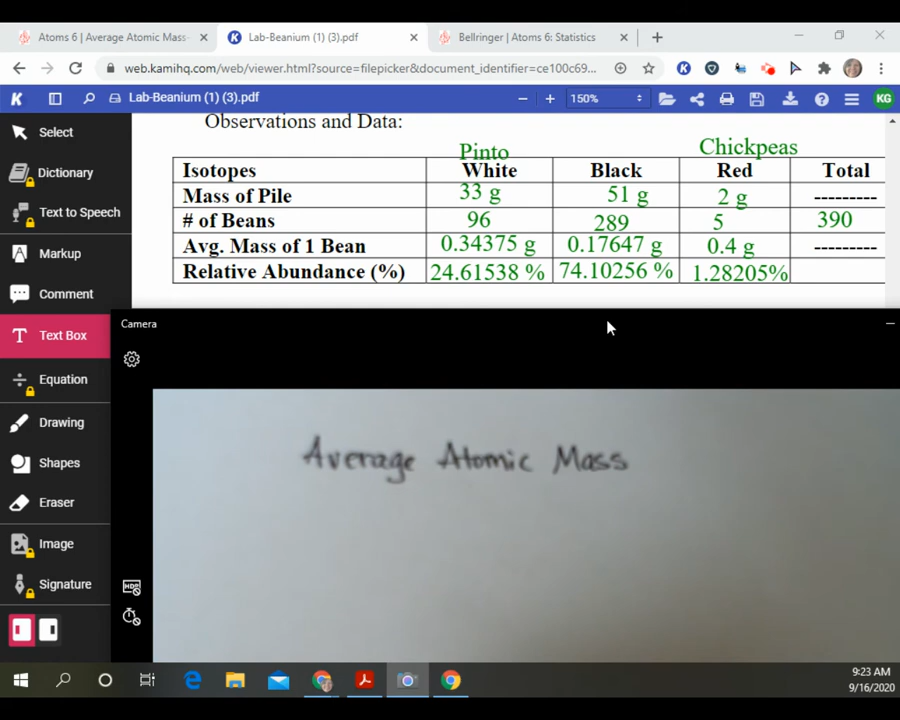 Atoms 6 | Average Atomic Mass
Lab-Beanium (1) (3).pdf
Bellringer | Atoms 6: Statistics
web.kamihq.com/web/viewer.html?source=filepicker&document_identifier=ce100c69...
K
Lab-Beanium (1) (3).pdf
150%
KG
Select
Dictionary
Text to Speech
Markup
Comment
Text Box
Equation
Drawing
Shapes
Eraser
Image
Signature
Observations and Data:
Pinto Chickpeas
Isotopes White Black Red Total
Mass of Pile 33 g 51 g 2 g ---------
# of Beans 96 289 5 390
Avg. Mass of 1 Bean 0.34375 g 0.17647 g 0.4 g ---------
Relative Abundance (%) 24.61538 % 74.10256 % 1.28205%
Camera
Average Atomic Mass
HDR
9:23 AM
9/16/2020